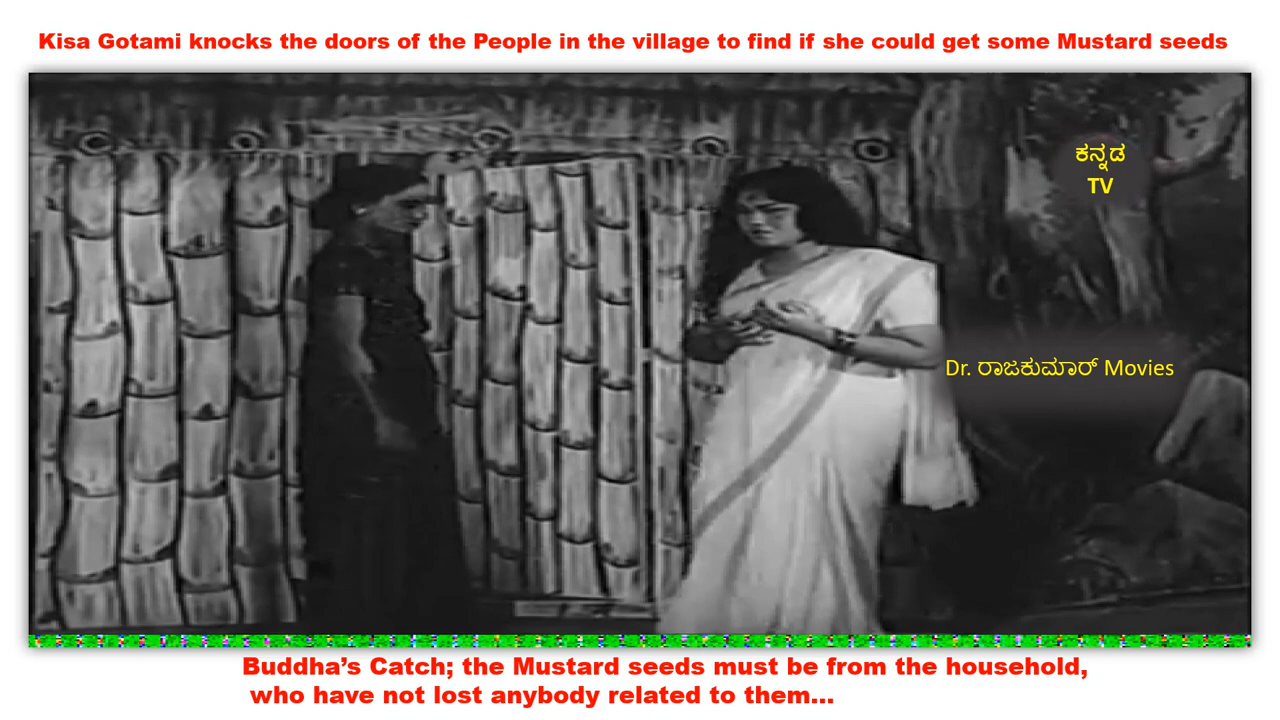 Kisa Gotami knocks the doors of the People in the village to find if she could get some Mustard seeds
ಕನ್ನಡ
TV
Dr. ರಾಜಕುಮಾರ್ Movies
Buddha’s Catch; the Mustard seeds must be from the household,
who have not lost anybody related to them...